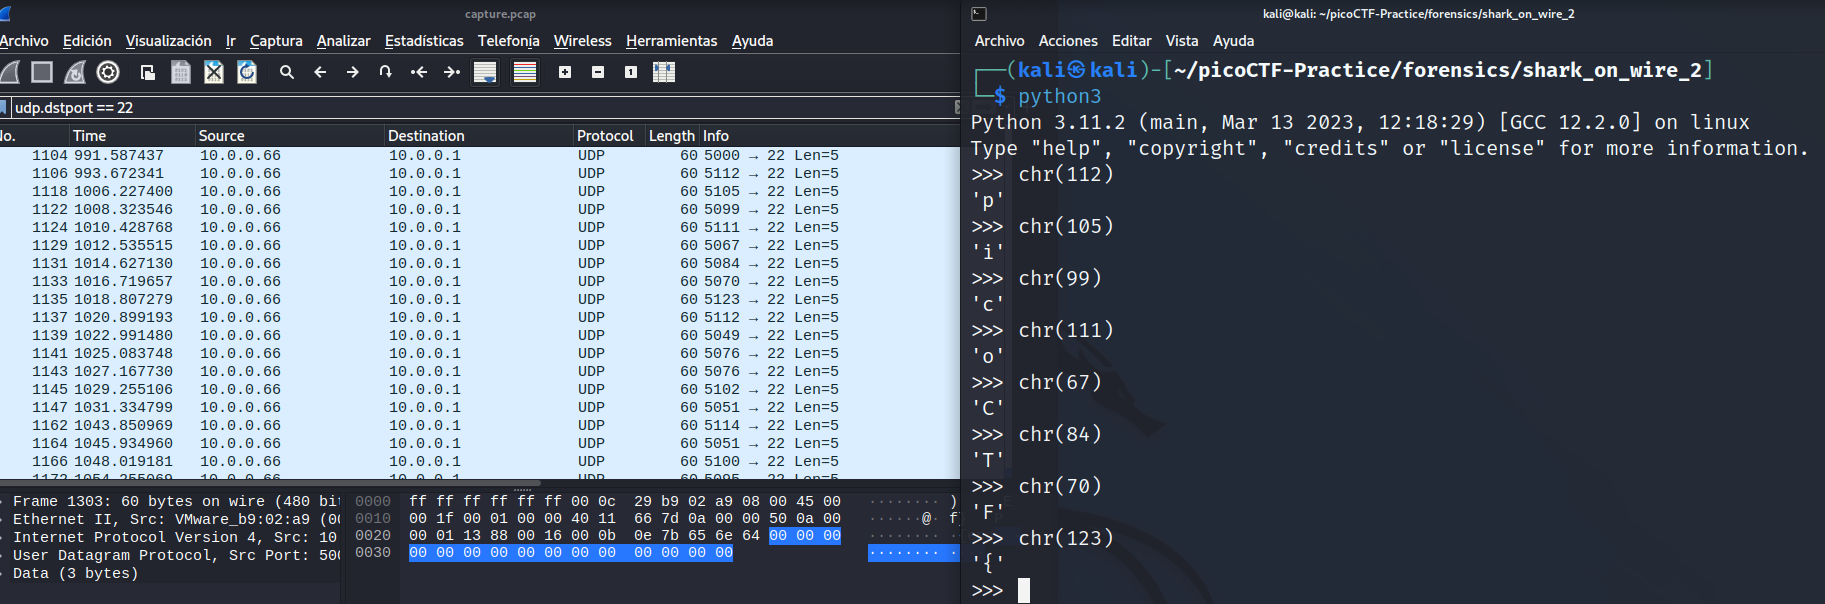 capture.pcap
Archivo Edición Visualización Ir Captura Analizar Estadísticas Telefonía Wireless Herramientas Ayuda
udp.dstport == 22
No. Time Source Destination Protocol Length Info
1104 991.587437 10.0.0.66 10.0.0.1 UDP 60 5000 → 22 Len=5
1106 993.672341 10.0.0.66 10.0.0.1 UDP 60 5112 → 22 Len=5
1118 1006.227400 10.0.0.66 10.0.0.1 UDP 60 5105 → 22 Len=5
1122 1008.323546 10.0.0.66 10.0.0.1 UDP 60 5099 → 22 Len=5
1124 1010.428768 10.0.0.66 10.0.0.1 UDP 60 5111 → 22 Len=5
1129 1012.535515 10.0.0.66 10.0.0.1 UDP 60 5067 → 22 Len=5
1131 1014.627130 10.0.0.66 10.0.0.1 UDP 60 5084 → 22 Len=5
1133 1016.719657 10.0.0.66 10.0.0.1 UDP 60 5070 → 22 Len=5
1135 1018.807279 10.0.0.66 10.0.0.1 UDP 60 5123 → 22 Len=5
1137 1020.899193 10.0.0.66 10.0.0.1 UDP 60 5112 → 22 Len=5
1139 1022.991480 10.0.0.66 10.0.0.1 UDP 60 5049 → 22 Len=5
1141 1025.083748 10.0.0.66 10.0.0.1 UDP 60 5076 → 22 Len=5
1143 1027.167730 10.0.0.66 10.0.0.1 UDP 60 5076 → 22 Len=5
1145 1029.255106 10.0.0.66 10.0.0.1 UDP 60 5102 → 22 Len=5
1147 1031.334799 10.0.0.66 10.0.0.1 UDP 60 5051 → 22 Len=5
1162 1043.850969 10.0.0.66 10.0.0.1 UDP 60 5114 → 22 Len=5
1164 1045.934960 10.0.0.66 10.0.0.1 UDP 60 5051 → 22 Len=5
1166 1048.019181 10.0.0.66 10.0.0.1 UDP 60 5100 → 22 Len=5
Frame 1303: 60 bytes on wire (480 bit
Ethernet II, Src: VMware_b9:02:a9 (00
Internet Protocol Version 4, Src: 10
User Datagram Protocol, Src Port: 500
Data (3 bytes)
0000 ff ff ff ff ff ff 00 0c 29 b9 02 a9 08 00 45 00 ········ )
0010 00 1f 00 01 00 00 40 11 66 7d 0a 00 00 50 0a 00 ······@· f}
0020 00 01 13 88 00 16 00 0b 0e 7b 65 6e 64 00 00 00 ········
0030 00 00 00 00 00 00 00 00 00 00 00 00 ········
kali@kali: ~/picoCTF-Practice/forensics/shark_on_wire_2
Archivo Acciones Editar Vista Ayuda
┌──(kali㉿kali)-[~/picoCTF-Practice/forensics/shark_on_wire_2]
└─$ python3
Python 3.11.2 (main, Mar 13 2023, 12:18:29) [GCC 12.2.0] on linux
Type "help", "copyright", "credits" or "license" for more information.
>>> chr(112)
'p'
>>> chr(105)
'i'
>>> chr(99)
'c'
>>> chr(111)
'o'
>>> chr(67)
'C'
>>> chr(84)
'T'
>>> chr(70)
'F'
>>> chr(123)
'{'
>>>